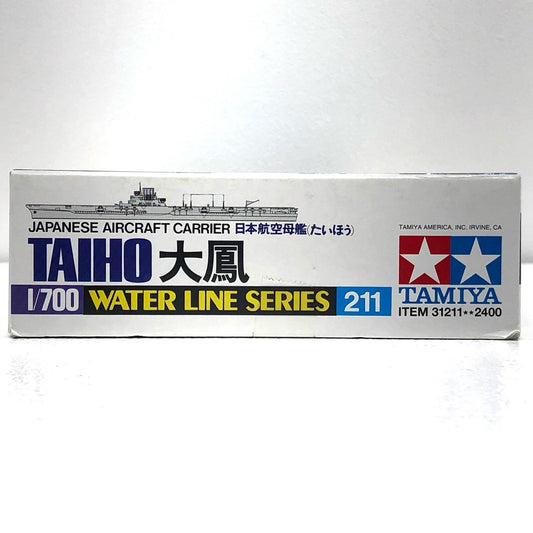 JAPANESE AIRCRAFT CARRIER 日本航空母艦(たいほう)
TAIHO 大鳳
1/700 WATER LINE SERIES 211
TAMIYA AMERICA, INC. IRVINE, CA
TAMIYA
ITEM 31211★★2400